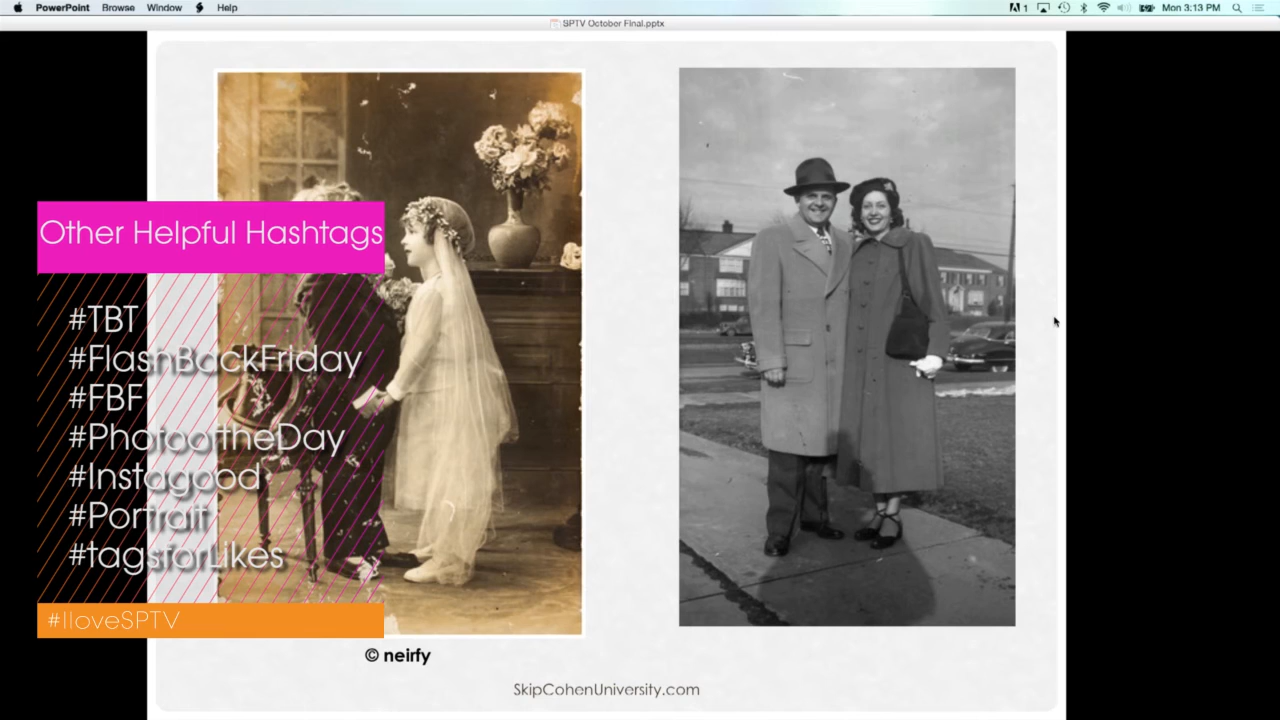 PowerPoint Browse Window Help
1 Mon 3:13 PM
SPTV October Final.pptx
Other Helpful Hashtags
#TBT
#FlashBackFriday
#FBF
#PhotooftheDay
#Instagood
#Portrait
#tagsforLikes
#IloveSPTV
© neirfy
SkipCohenUniversity.com